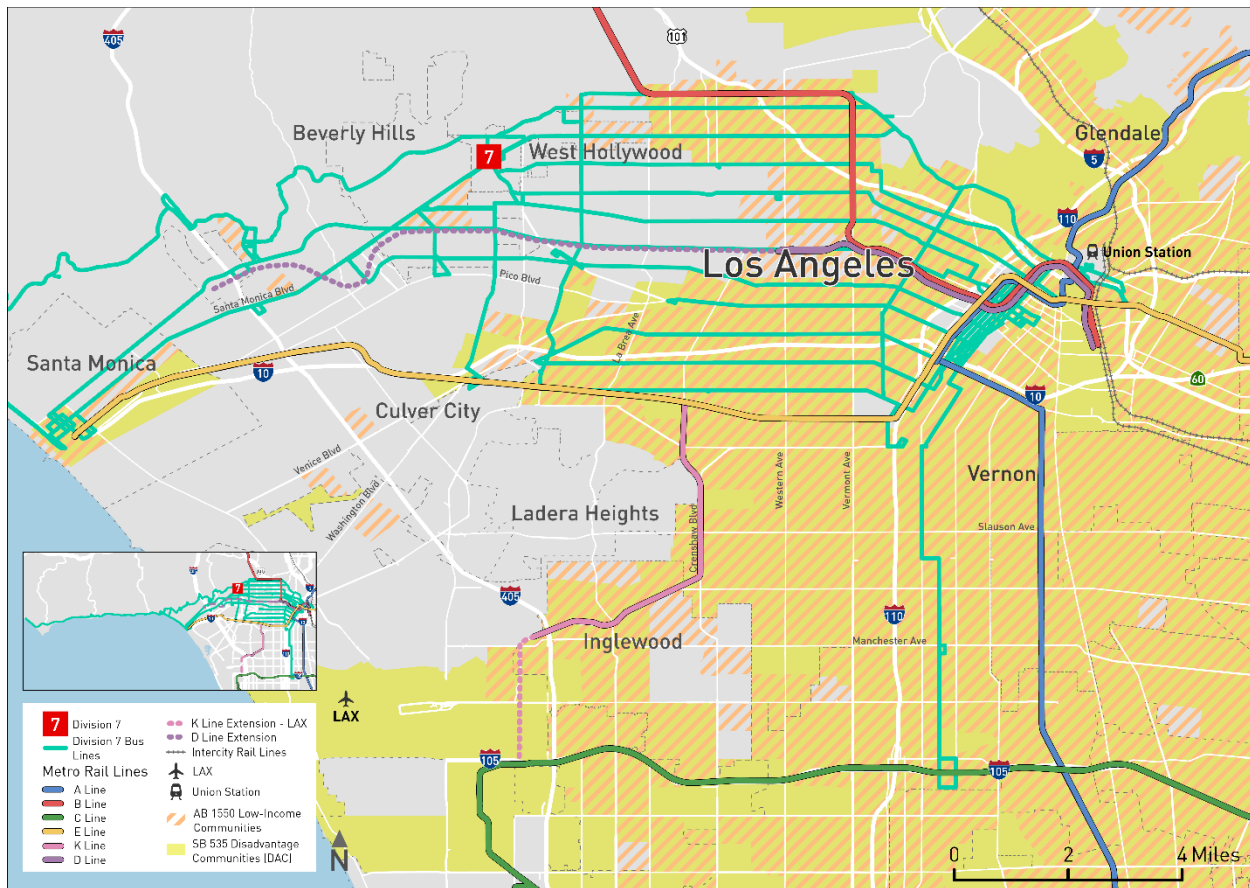 405
101
Beverly Hills
Glendale
7
West Hollywood
5
110
Los Angeles
Union Station
Pico Blvd
Santa Monica Blvd
La Brea Ave
Santa Monica
10
60
Culver City
10
Venice Blvd
Washington Blvd
Western Ave
Vermont Ave
Vernon
Ladera Heights
Slauson Ave
Crenshaw Blvd
405
110
Inglewood
Manchester Ave
7
LAX
105
105
7 Division 7
Division 7 Bus
Lines
Metro Rail Lines
A Line
B Line
C Line
E Line
K Line
D Line
K Line Extension - LAX
D Line Extension
Intercity Rail Lines
LAX
Union Station
AB 1550 Low-Income
Communities
SB 535 Disadvantage
Communities (DAC)
N
0 2 4 Miles